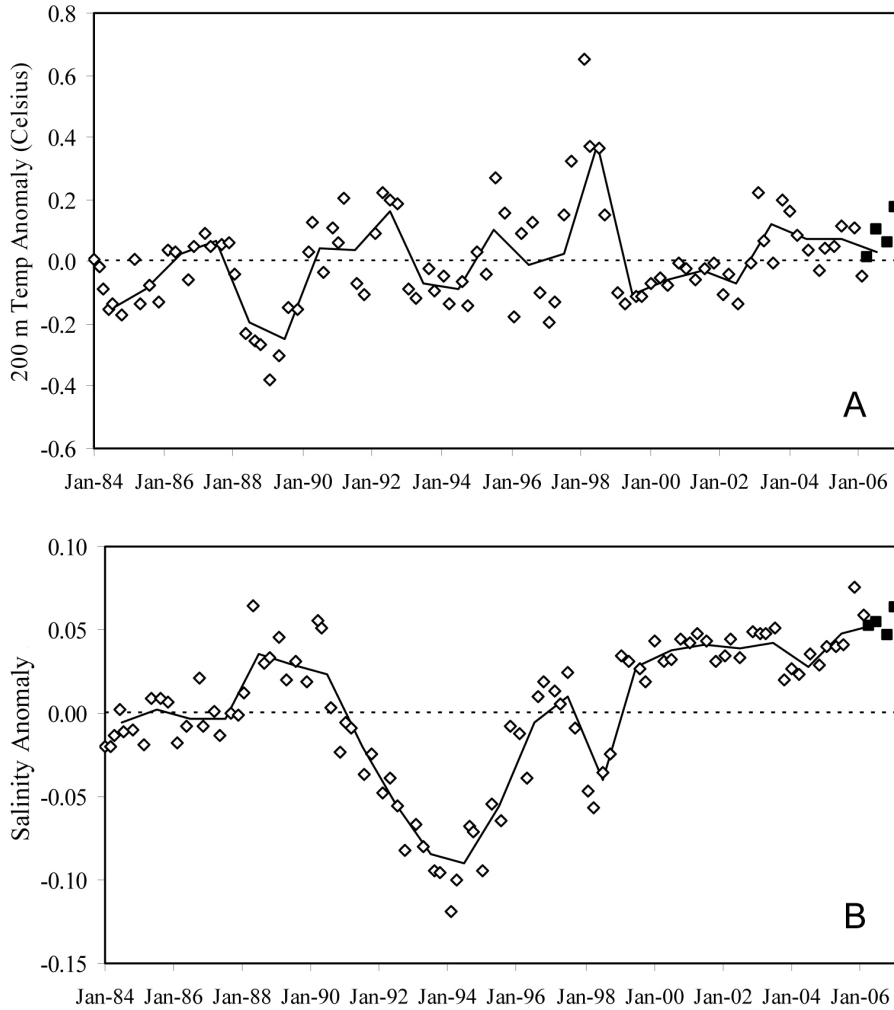 0.8
0.6
0.4
0.2
0.0
-0.2
-0.4
-0.6
200 m Temp Anomaly (Celsius)
A
Jan-84 Jan-86 Jan-88 Jan-90 Jan-92 Jan-94 Jan-96 Jan-98 Jan-00 Jan-02 Jan-04 Jan-06
0.10
0.05
0.00
-0.05
-0.10
-0.15
Salinity Anomaly
B
Jan-84 Jan-86 Jan-88 Jan-90 Jan-92 Jan-94 Jan-96 Jan-98 Jan-00 Jan-02 Jan-04 Jan-06